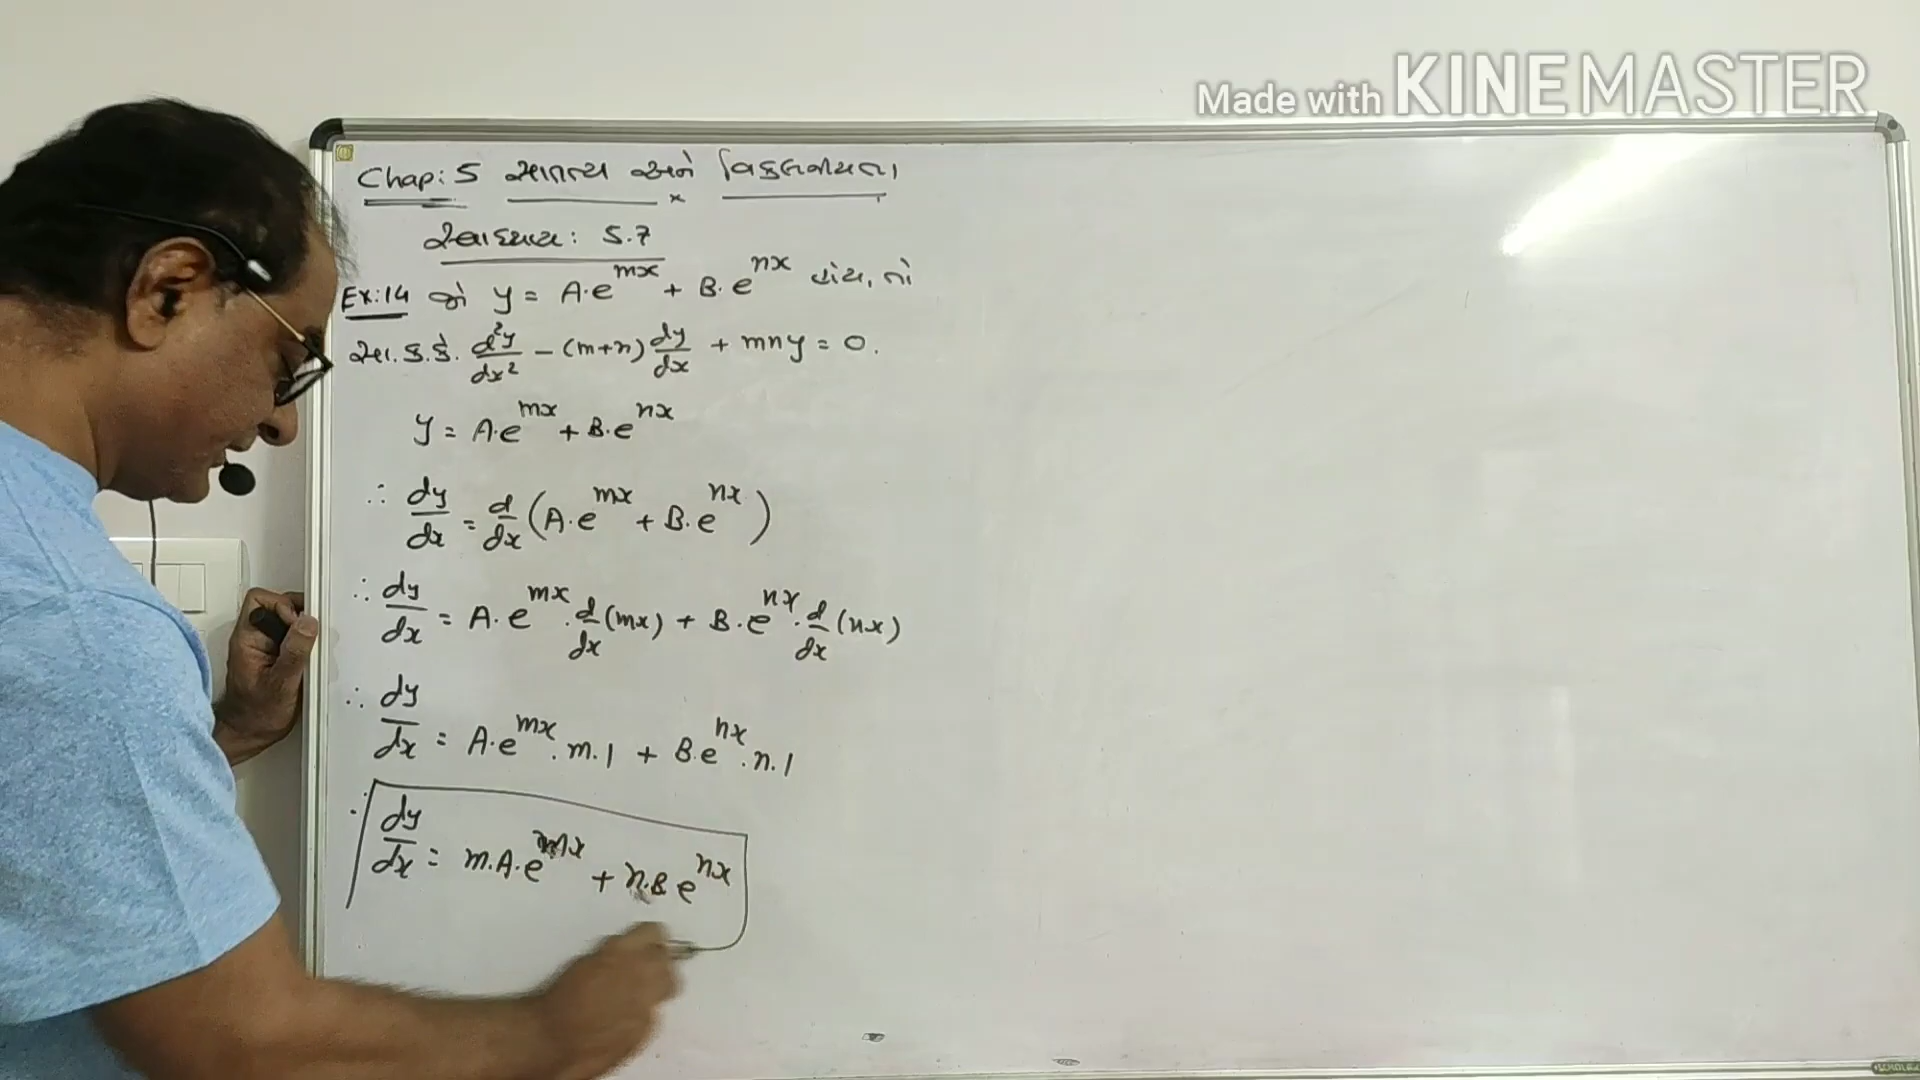 Made with KINEMASTER
Chap: 5 સાતત્ય અને વિકલનીયતા
સ્વાધ્યાય: 5.7
Ex:14 જો y = A·e^{mx} + B·e^{nx} હોય, તો
સા. ક.કે. d²y/dx² − (m+n) dy/dx + mny = 0.
y = A·e^{mx} + B·e^{nx}
∴ dy/dx = d/dx (A·e^{mx} + B·e^{nx})
∴ dy/dx = A·e^{mx} · d/dx (mx) + B·e^{nx} · d/dx (nx)
∴ dy/dx = A·e^{mx} · m·1 + B·e^{nx} · n·1
∴ dy/dx = m·A·e^{mx} + n·B e^{nx}